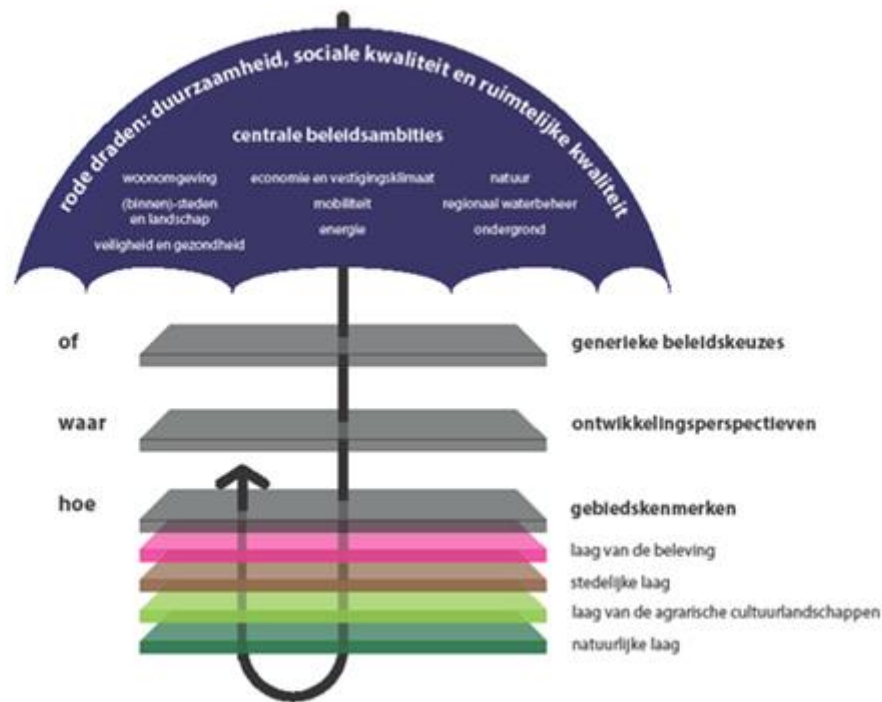 rode draden: duurzaamheid, sociale kwaliteit en ruimtelijke kwaliteit
centrale beleidsambities
woonomgeving
(binnen)-steden
en landschap
veiligheid en gezondheid
economie en vestigingsklimaat
mobiliteit
energie
natuur
regionaal waterbeheer
ondergrond
of
generieke beleidskeuzes
waar
ontwikkelingsperspectieven
hoe
gebiedskenmerken
laag van de beleving
stedelijke laag
laag van de agrarische cultuurlandschappen
natuurlijke laag